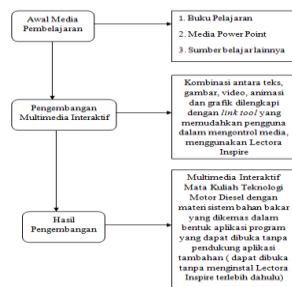 Awal Media
Pembelajaran
1. Buku Pelajaran
2. Media Power Point
3. Sumber belajar lainnya
Pengembangan
Multimedia Interaktif
Kombinasi antara teks,
gambar, video, animasi
dan grafik dilengkapi
dengan link tool yang
memudahkan pengguna
dalam mengontrol media,
menggunakan Lectora
Inspire
Hasil
Pengembangan
Multimedia Interaktif
Mata Kuliah Teknologi
Motor Diesel dengan
materi sistem bahan bakar
yang dikemas dalam
bentuk aplikasi program
yang dapat dibuka tanpa
pendukung aplikasi
tambahan ( dapat dibuka
tanpa menginstal Lectora
Inspire terlebih dahulu)